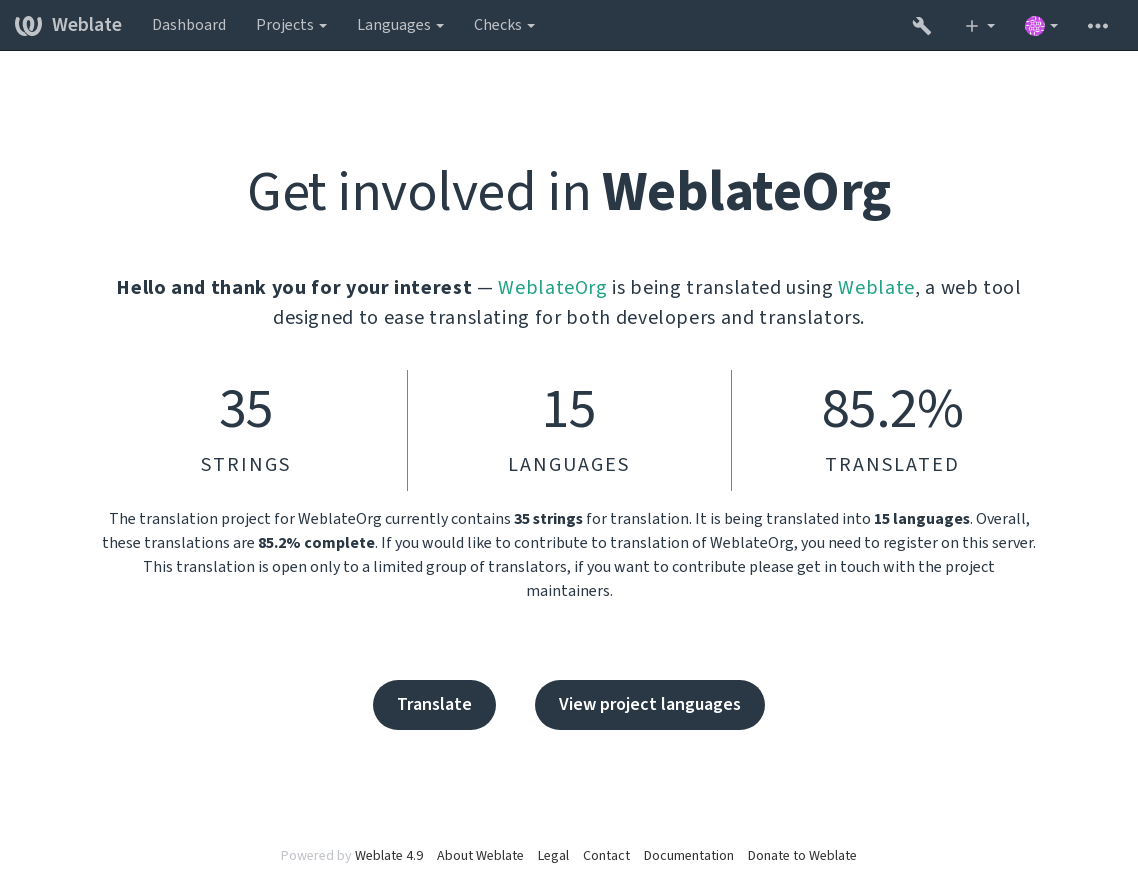 Weblate Dashboard Projects Languages Checks
Get involved in WeblateOrg
Hello and thank you for your interest — WeblateOrg is being translated using Weblate, a web tool
designed to ease translating for both developers and translators.
35 15 85.2%
STRINGS LANGUAGES TRANSLATED
The translation project for WeblateOrg currently contains 35 strings for translation. It is being translated into 15 languages. Overall,
these translations are 85.2% complete. If you would like to contribute to translation of WeblateOrg, you need to register on this server.
This translation is open only to a limited group of translators, if you want to contribute please get in touch with the project
maintainers.
Translate View project languages
Powered by Weblate 4.9 About Weblate Legal Contact Documentation Donate to Weblate